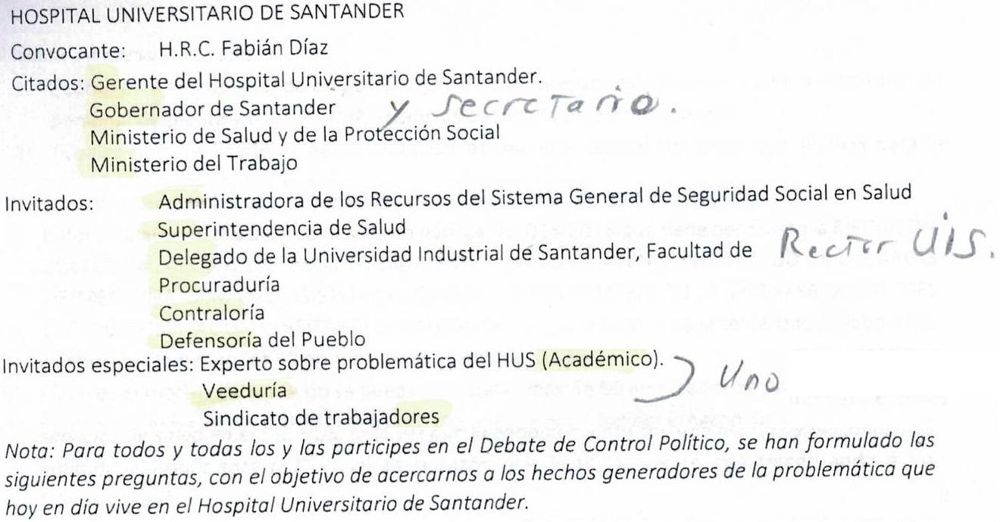 HOSPITAL UNIVERSITARIO DE SANTANDER
Convocante: H.R.C. Fabián Díaz
Citados: Gerente del Hospital Universitario de Santander.
Gobernador de Santander y secretario.
Ministerio de Salud y de la Protección Social
Ministerio del Trabajo
Invitados: Administradora de los Recursos del Sistema General de Seguridad Social en Salud
Superintendencia de Salud
Delegado de la Universidad Industrial de Santander, Facultad de Rector UIS.
Procuraduría
Contraloría
Defensoría del Pueblo
Invitados especiales: Experto sobre problemática del HUS (Académico). Uno
Veeduría
Sindicato de trabajadores
Nota: Para todos y todas los y las participes en el Debate de Control Político, se han formulado las
siguientes preguntas, con el objetivo de acercarnos a los hechos generadores de la problemática que
hoy en día vive en el Hospital Universitario de Santander.